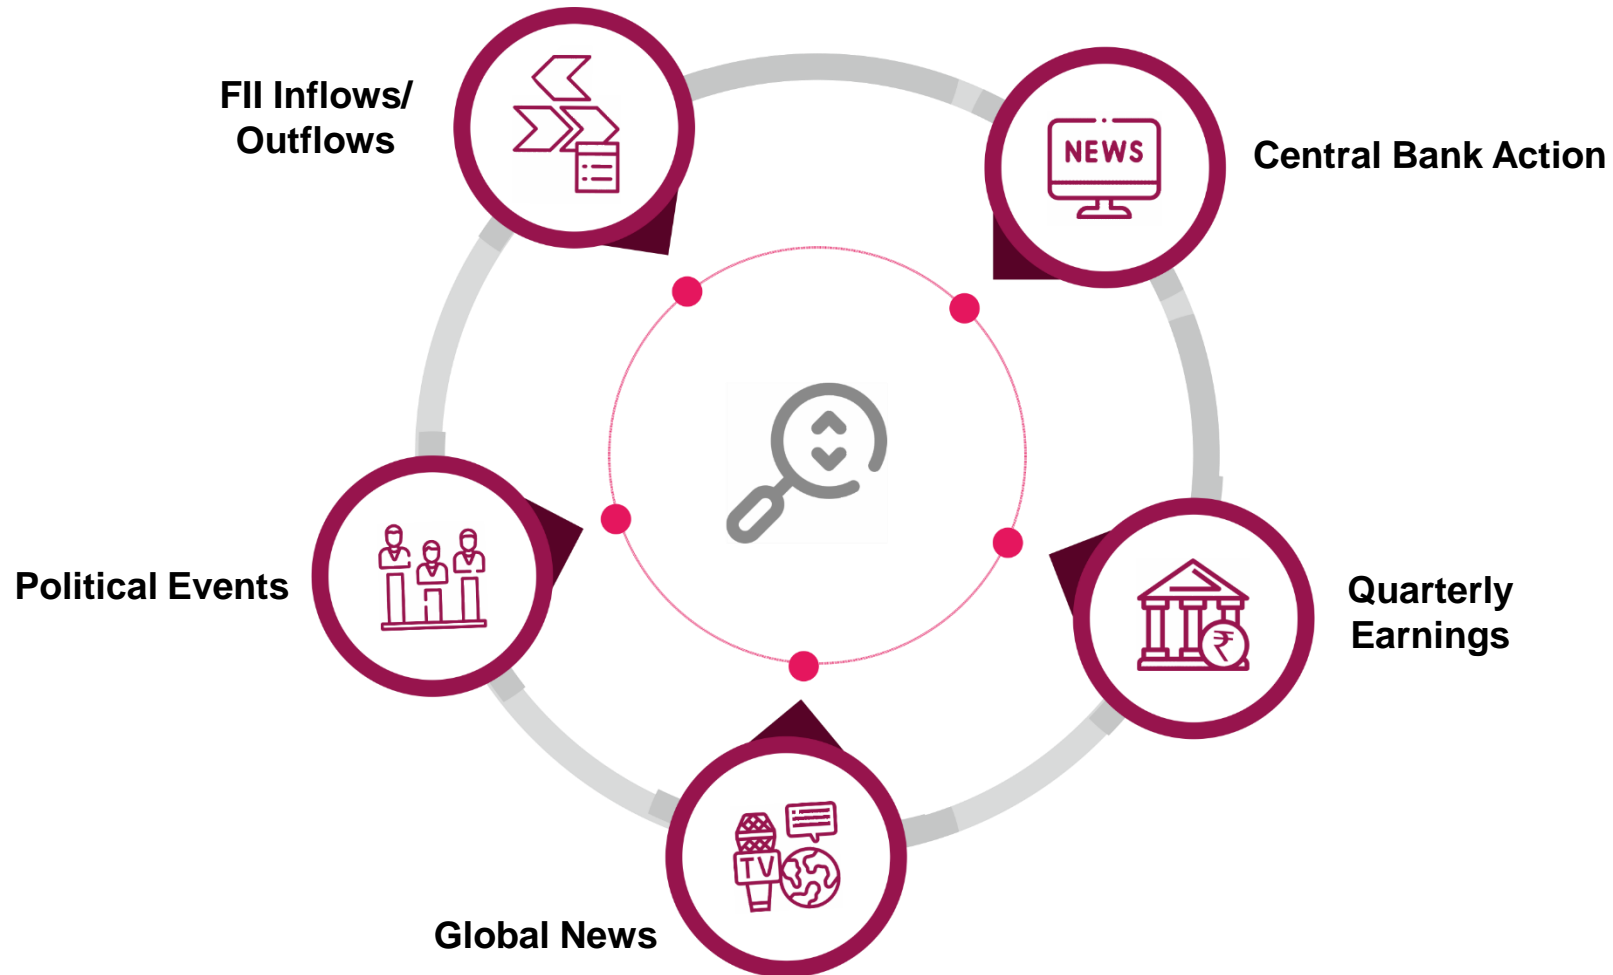 FII Inflows/
Outflows
NEWS
Central Bank Action
Political Events
Quarterly
Earnings
₹
TV
Global News